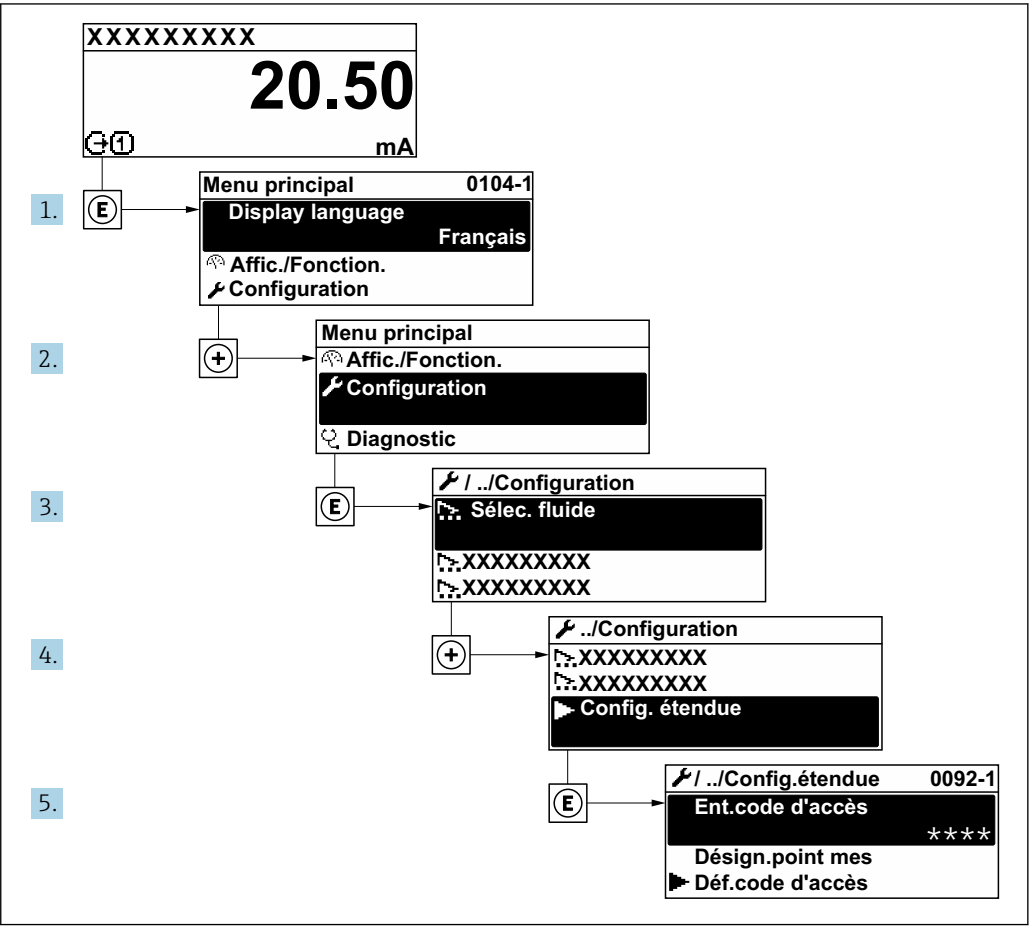 XXXXXXXXX
20.50
1
mA
1.
E
Menu principal 0104-1
Display language
Français
Affic./Fonction.
Configuration
2.
+
Menu principal
Affic./Fonction.
Configuration
Diagnostic
3.
E
/ ../Configuration
Sélec. fluide
XXXXXXXXX
XXXXXXXXX
4.
+
../Configuration
XXXXXXXXX
XXXXXXXXX
Config. étendue
5.
E
/ ../Config.étendue 0092-1
Ent.code d'accès
****
Désign.point mes
Déf.code d'accès